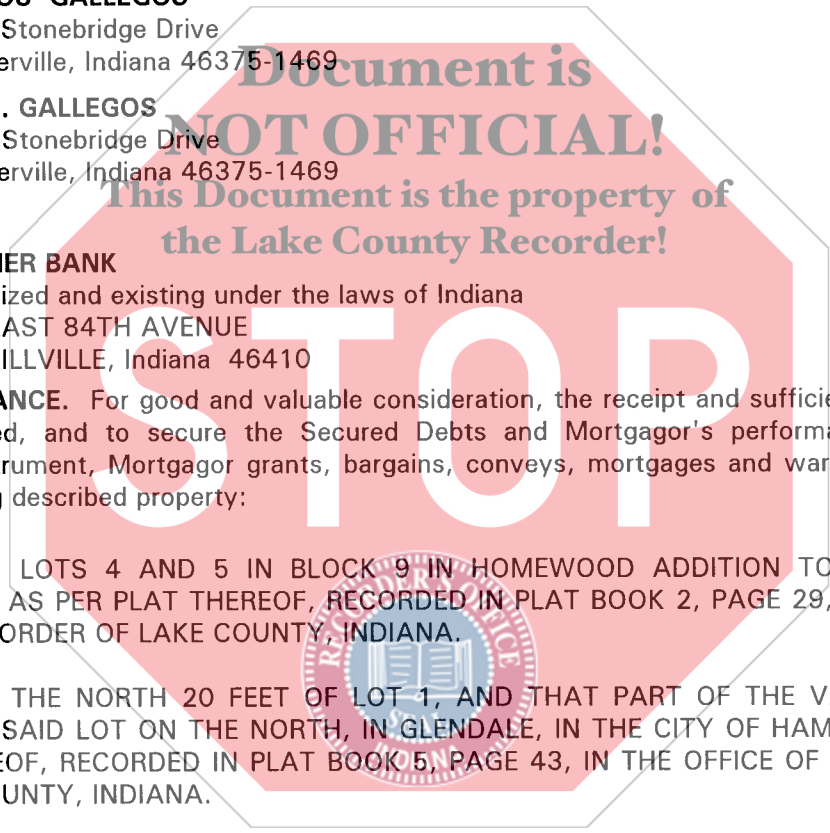 GALLEGOS
Stonebridge Drive
erville, Indiana 46375-1469
. GALLEGOS
Stonebridge Drive
erville, Indiana 46375-1469
Document is
NOT OFFICIAL!
This Document is the property of
the Lake County Recorder!
STOP
ER BANK
ized and existing under the laws of Indiana
AST 84TH AVENUE
ILLVILLE, Indiana 46410
ANCE. For good and valuable consideration, the receipt and sufficie
ed, and to secure the Secured Debts and Mortgagor's performa
trument, Mortgagor grants, bargains, conveys, mortgages and war
g described property:
LOTS 4 AND 5 IN BLOCK 9 IN HOMEWOOD ADDITION TO
AS PER PLAT THEREOF, RECORDED IN PLAT BOOK 2, PAGE 29,
ORDER OF LAKE COUNTY, INDIANA.
THE NORTH 20 FEET OF LOT 1, AND THAT PART OF THE V
SAID LOT ON THE NORTH, IN GLENDALE, IN THE CITY OF HAM
EOF, RECORDED IN PLAT BOOK 5, PAGE 43, IN THE OFFICE OF
UNTY, INDIANA.
RECORDER'S OFFICE
SEAL
INDIANA